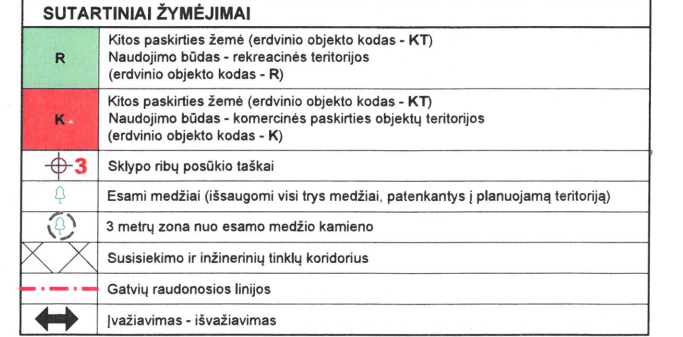 SUTARTINIAI ŽYMĖJIMAI
R
Kitos paskirties žemė (erdvinio objekto kodas - KT)
Naudojimo būdas - rekreacinės teritorijos
(erdvinio objekto kodas - R)
K
Kitos paskirties žemė (erdvinio objekto kodas - KT)
Naudojimo būdas - komercinės paskirties objektų teritorijos
(erdvinio objekto kodas - K)
3
Sklypo ribų posūkio taškai
Esami medžiai (išsaugomi visi trys medžiai, patenkantys į planuojamą teritoriją)
3 metrų zona nuo esamo medžio kamieno
Susisiekimo ir inžinerinių tinklų koridorius
Gatvių raudonosios linijos
Įvažiavimas - išvažiavimas